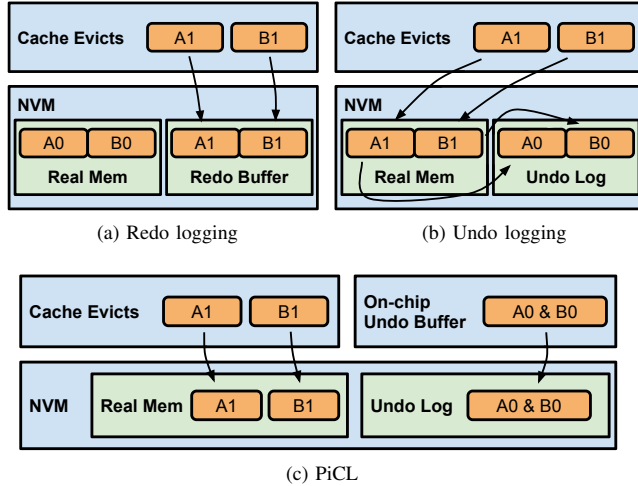 Cache Evicts A1 B1
NVM
A0 B0 A1 B1
Real Mem Redo Buffer
(a) Redo logging
Cache Evicts A1 B1
NVM
A1 B1 A0 B0
Real Mem Undo Log
(b) Undo logging
Cache Evicts A1 B1
On-chip
Undo Buffer A0 & B0
NVM Real Mem A1 B1 Undo Log A0 & B0
(c) PiCL